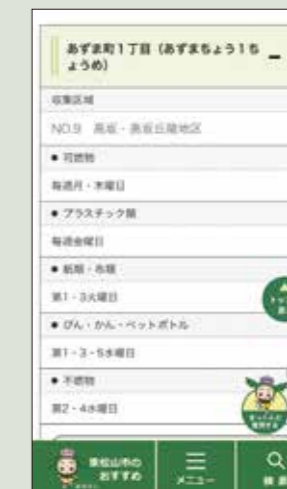 あずま町1丁目（あずまちょう1ち
ょうめ）
収集区域
NO.9 高坂・高坂丘陵地区
● 可燃物
毎週月・木曜日
● プラスチック類
毎週金曜日
● 紙類・布類
第1・3火曜日
● びん・かん・ペットボトル
第1・3・5水曜日
● 不燃物
第2・4水曜日
東松山市の
おすすめ
メニュー